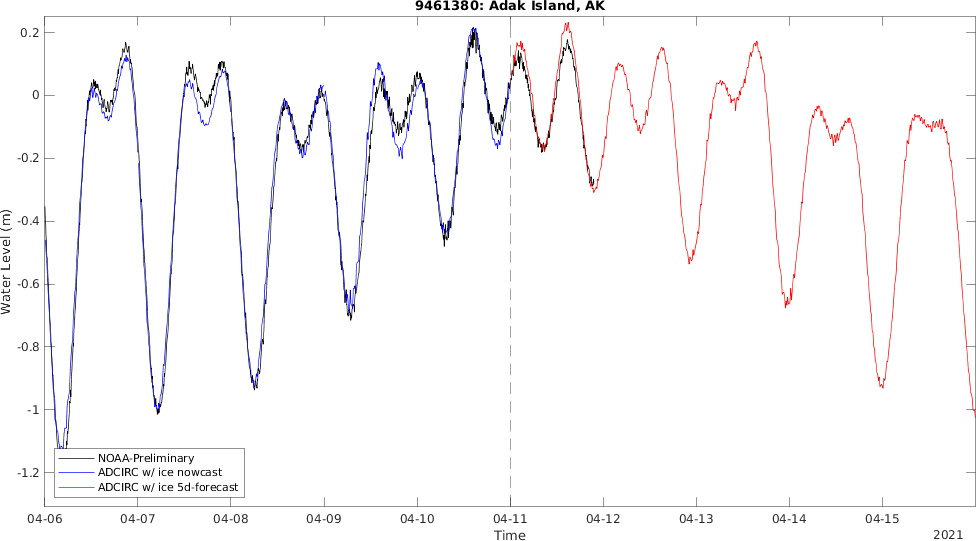 9461380: Adak Island, AK
0.2
0
-0.2
-0.4
-0.6
-0.8
-1
-1.2
Water Level (m)
NOAA-Preliminary
ADCIRC w/ ice nowcast
ADCIRC w/ ice 5d-forecast
04-06 04-07 04-08 04-09 04-10 04-11 04-12 04-13 04-14 04-15
Time
2021